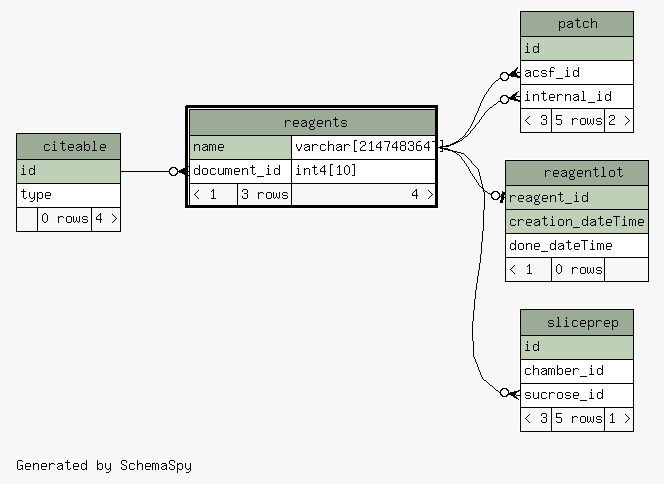 patch
id
acsf_id
internal_id
< 3 5 rows 2 >
reagents
name varchar[214748364
document_id int4[10]
< 1 3 rows 4 >
citeable
id
type
0 rows 4 >
reagentlot
reagent_id
creation_dateTime
done_dateTime
< 1 0 rows
sliceprep
id
chamber_id
sucrose_id
< 3 5 rows 1 >
Generated by SchemaSpy